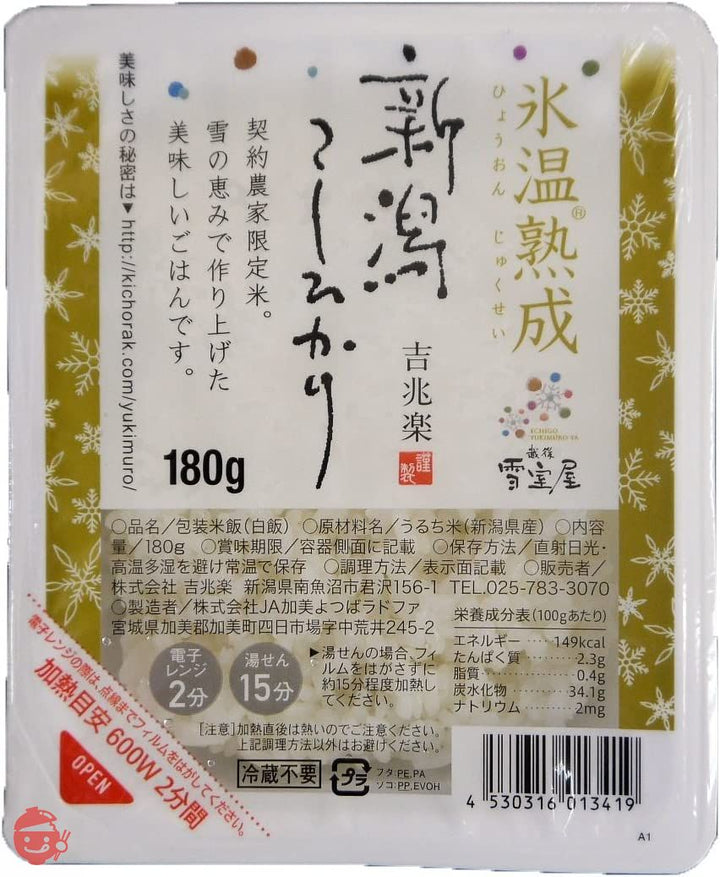 氷温熟成®
ひょうおん じゅくせい
新潟
こしひかり
吉兆楽
謹製
契約農家限定米。
雪の恵みで作り上げた
美味しいごはんです。
美味しさの秘密は▼http://kichorak.com/yukimuro/
180g
ECHIGO
YUKIMURO-YA
越後
雪室屋
○品名/包装米飯(白飯) ○原材料名/うるち米(新潟県産) ○内容
量/180g ○賞味期限/容器側面に記載 ○保存方法/直射日光・
高温多湿を避け常温で保存 ○調理方法/表示面記載 ○販売者/
株式会社 吉兆楽 新潟県南魚沼市君沢156-1 TEL.025-783-3070
○製造者/株式会社JA加美よつばラドファ
宮城県加美郡加美町四日市場字中荒井245-2
栄養成分表(100gあたり)
エネルギー ····· 149kcal
たんぱく質 ········ 2.3g
脂質 ················ 0.4g
炭水化物 ·········· 34.1g
ナトリウム ········ 2mg
電子
レンジ
2分
湯せん
15分
▶湯せんの場合、フィ
ルムをはがさずに
約15分程度加熱し
てください。
[注意]加熱直後は熱いのでご注意ください。
上記調理方法以外はお避けください。
冷蔵不要
プラ
フタ:PE.PA
ソコ:PP.EVOH
電子レンジの際は、点線までフィルムをはがしてください。
加熱目安 600W 2分間
OPEN
4 530316 013419
A1